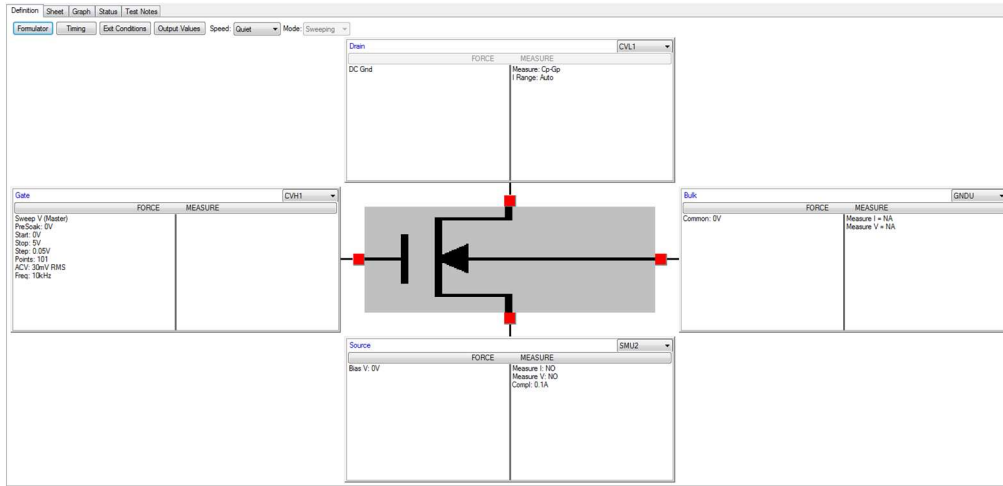 Definition Sheet Graph Status Test Notes
Formulator Timing Exit Conditions Output Values Speed: Quiet Mode: Sweeping
Drain CVL1
FORCE MEASURE
DC Gnd
Measure: Cp-Gp
I Range: Auto
Gate CVH1
FORCE MEASURE
Sweep V (Master)
PreSoak: 0V
Start: 0V
Stop: 5V
Step: 0.05V
Points: 101
ACV: 30mV RMS
Freq: 10kHz
Bulk GNDU
FORCE MEASURE
Common: 0V
Measure I = NA
Measure V = NA
Source SMU2
FORCE MEASURE
Bias V: 0V
Measure I: NO
Measure V: NO
Compl: 0.1A